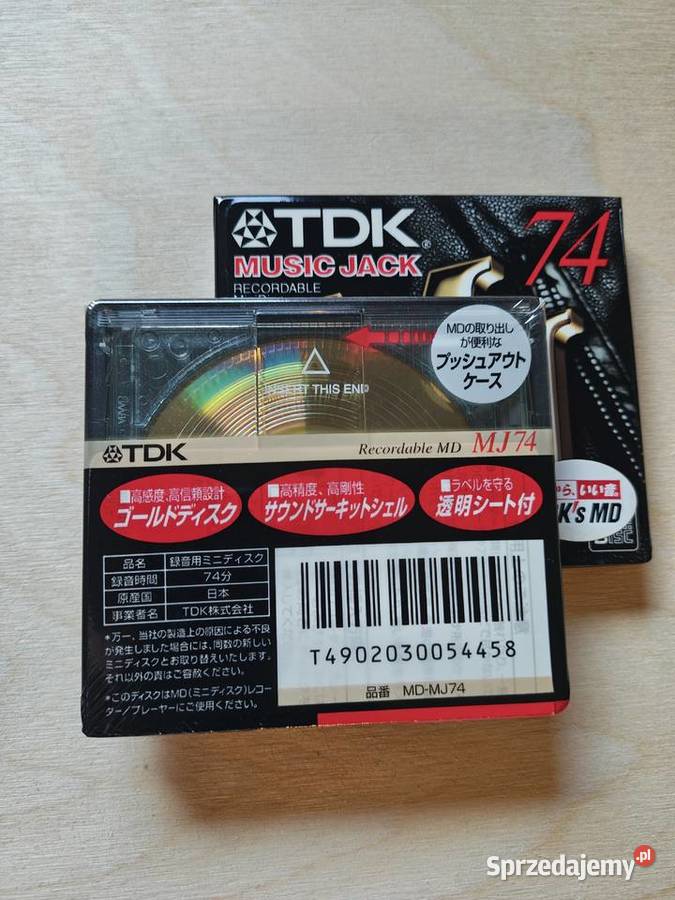 TDK®
74
MUSIC JACK
RECORDABLE
MDの取り出し
が便利な
プッシュアウト
ケース
INSERT THIS END
TDK
Recordable MD MJ74
■高感度、高信頼設計
ゴールドディスク
■高精度、高剛性
サウンドサーキットシェル
■ラベルを守る
透明シート付
から、いい音。
K's MD
DISC
品名 録音用ミニディスク
録音時間 74分
原産国 日本
事業者名 TDK株式会社
*万一、当社の製造上の原因による不良
が発生しました場合には、同数の新しい
ミニディスクとお取り替えいたします。
それ以外の責はご容赦ください。
*このディスクはMD(ミニディスク)レコー
ター/プレーヤーにご使用ください。
T4902030054458
品番 MD-MJ74
Sprzedajemy.pl